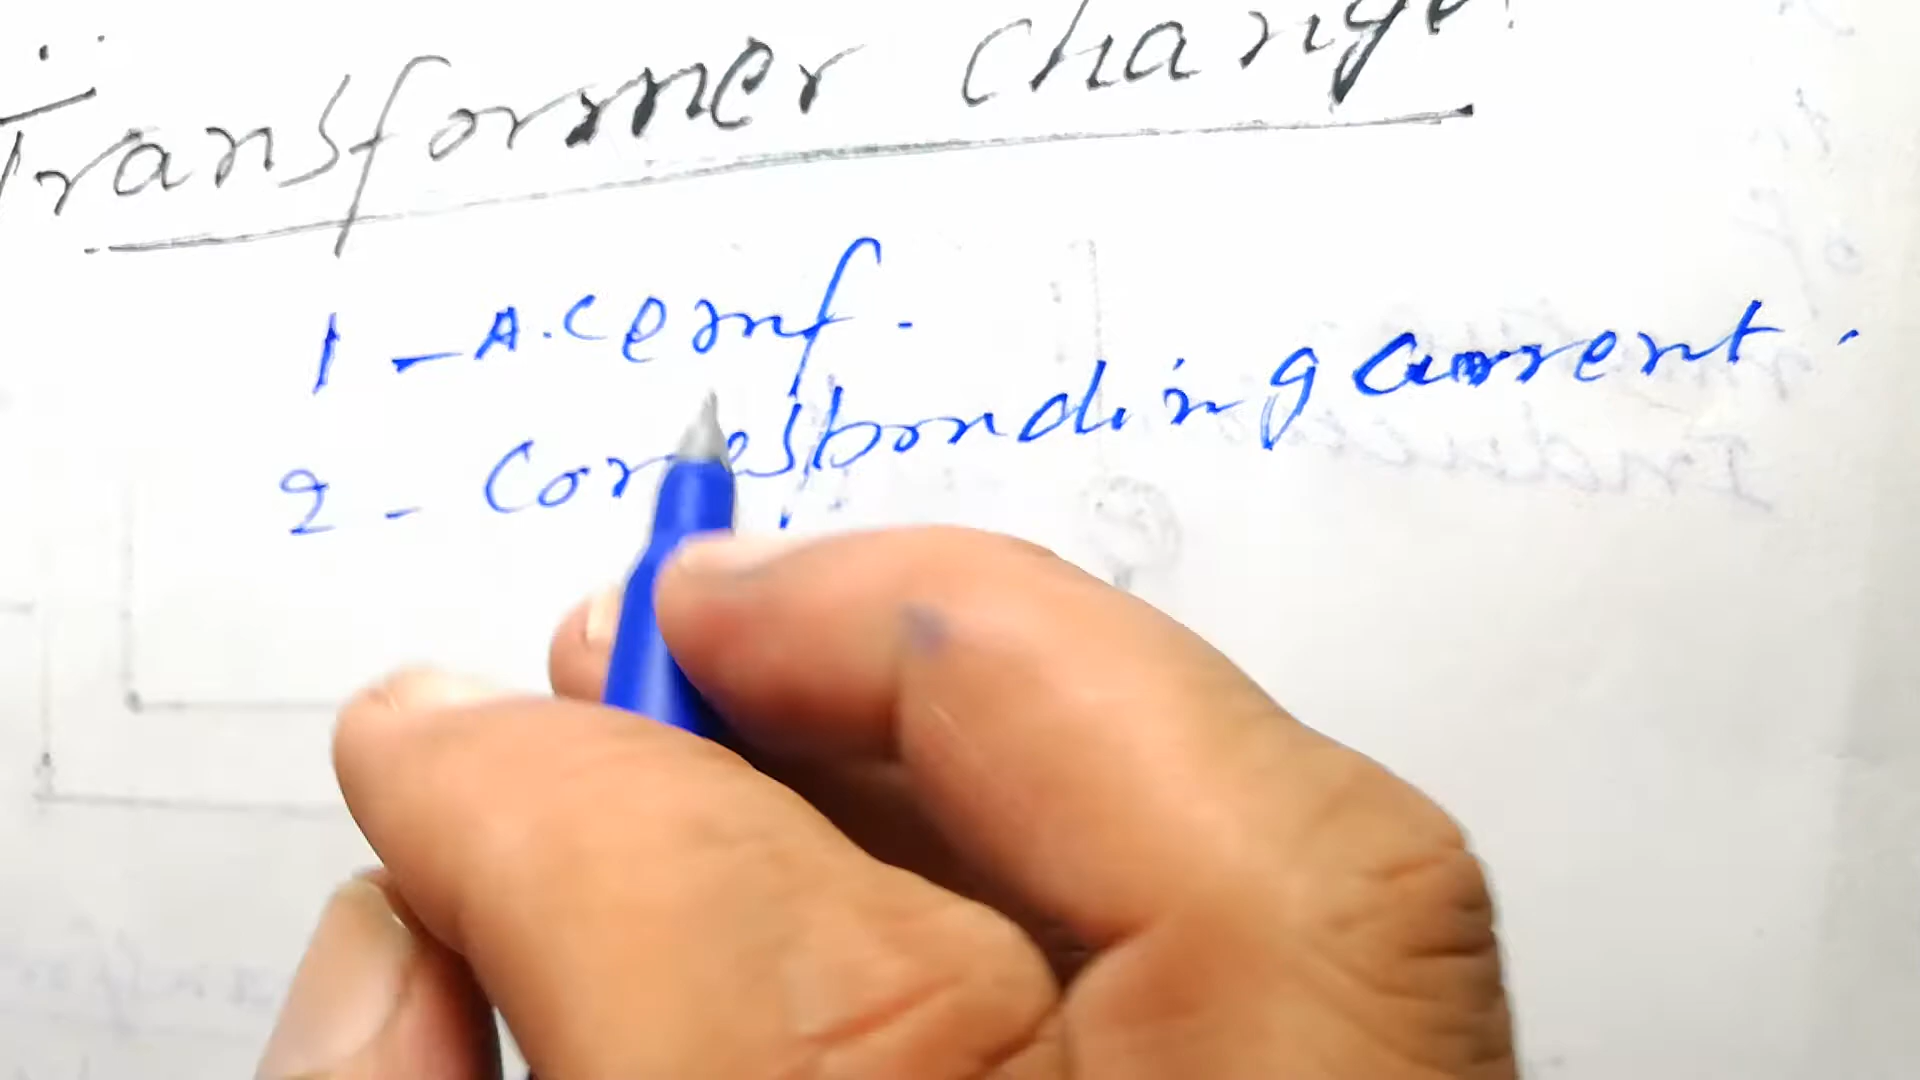 Transformer change
1 - A.C emf.
2 - Corresponding current.